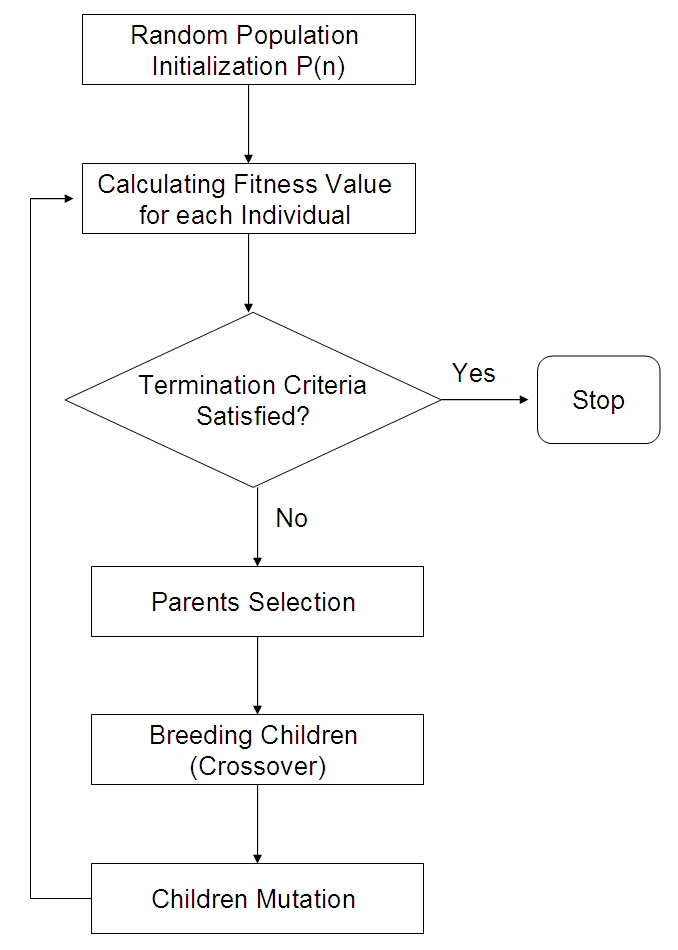 Random Population
Initialization P(n)
Calculating Fitness Value
for each Individual
Termination Criteria
Satisfied?
Yes
Stop
No
Parents Selection
Breeding Children
(Crossover)
Children Mutation